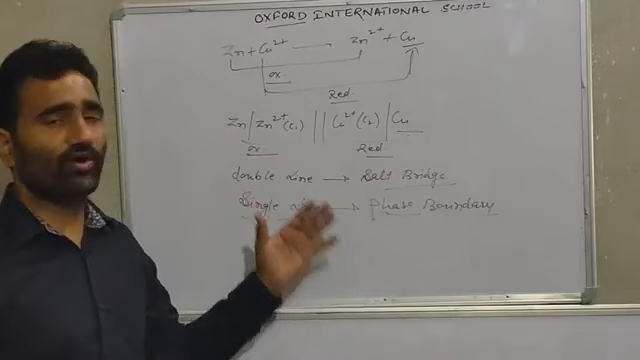 OXFORD INTERNATIONAL SCHOOL
Zn + Cu²⁺ ⟶ Zn²⁺ + Cu
ox.
Red.
Zn | Zn²⁺(C₁) || Cu²⁺(C₂) | Cu
ox. Red.
double Line ⟶ Salt Bridge
Single ⟶ Phase Boundary